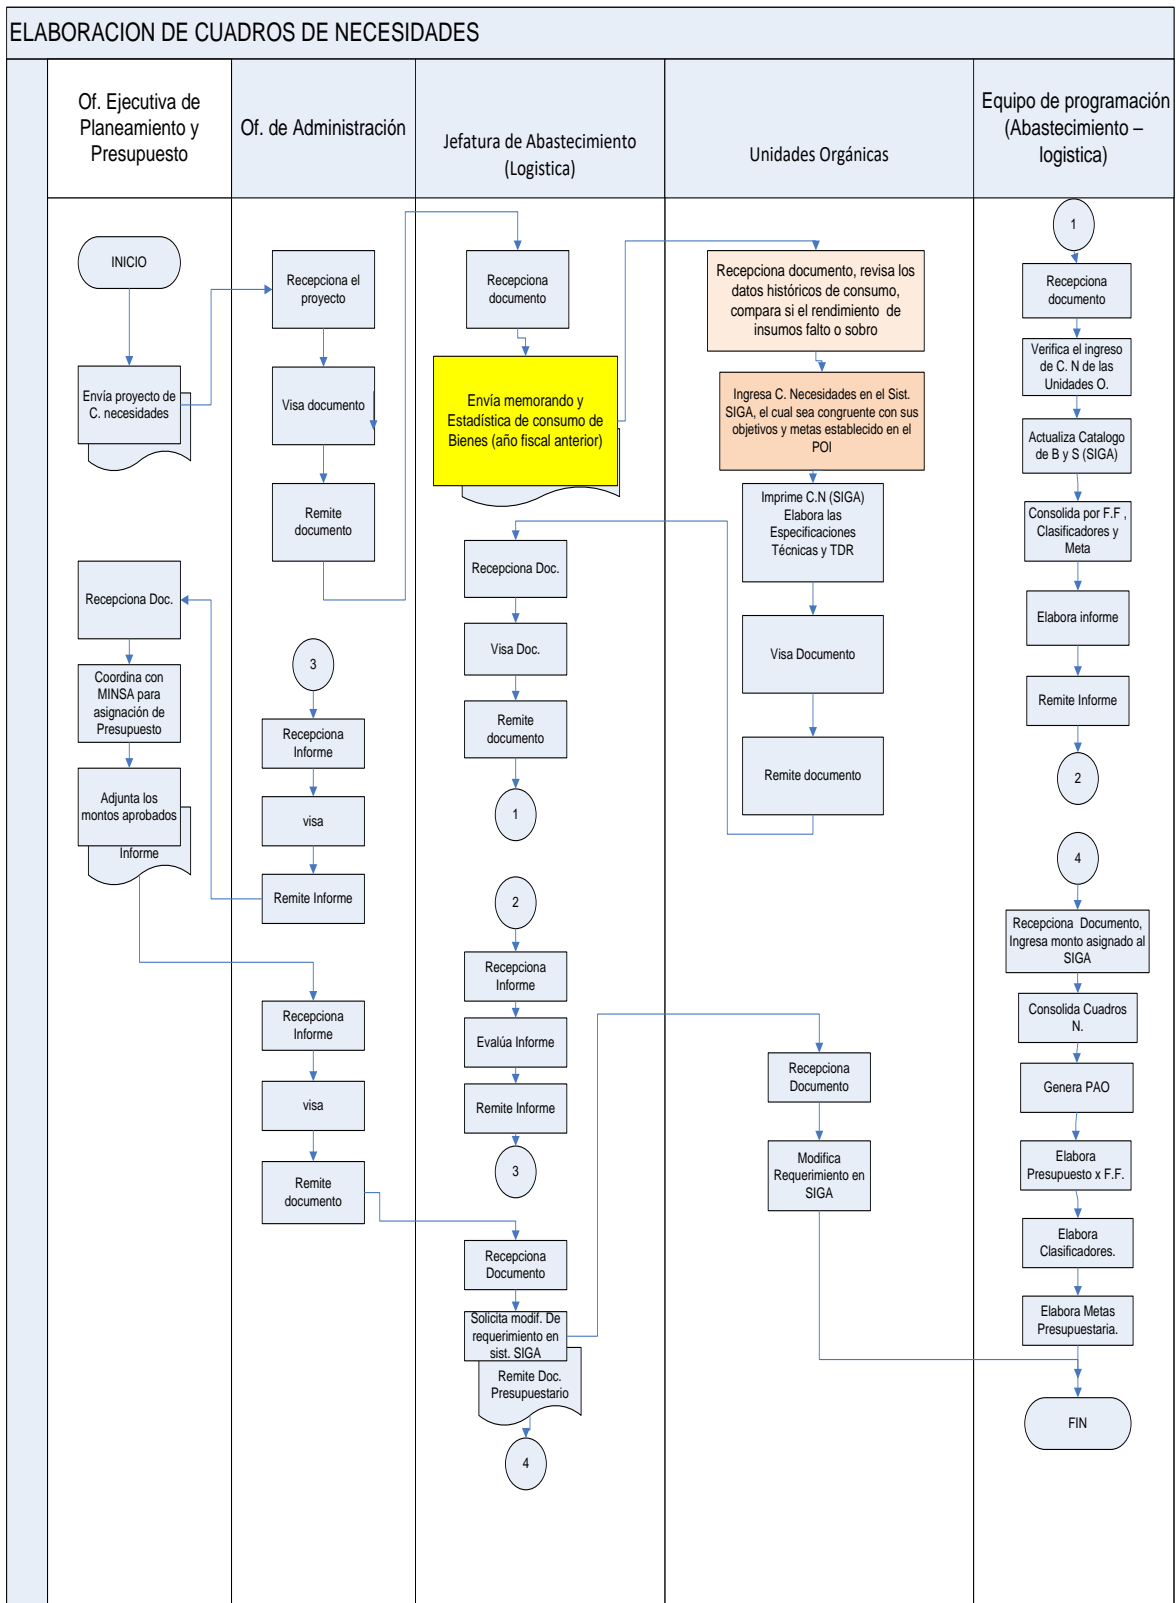 ELABORACION DE CUADROS DE NECESIDADES
Of. Ejecutiva de
Planeamiento y
Presupuesto
Of. de Administración
Jefatura de Abastecimiento
(Logistica)
Unidades Orgánicas
Equipo de programación
(Abastecimiento –
logistica)
INICIO
Envía proyecto de
C. necesidades
Recepciona Doc.
Coordina con
MINSA para
asignación de
Presupuesto
Adjunta los
montos aprobados
Informe
Recepciona el
proyecto
Visa documento
Remite
documento
3
Recepciona
Informe
visa
Remite Informe
Recepciona
Informe
visa
Remite
documento
Recepciona
documento
Envía memorando y
Estadística de consumo de
Bienes (año fiscal anterior)
Recepciona Doc.
Visa Doc.
Remite
documento
1
2
Recepciona
Informe
Evalúa Informe
Remite Informe
3
Recepciona
Documento
Solicita modif. De
requerimiento en
sist. SIGA
Remite Doc.
Presupuestario
4
Recepciona documento, revisa los
datos históricos de consumo,
compara si el rendimiento de
insumos falto o sobro
Ingresa C. Necesidades en el Sist.
SIGA, el cual sea congruente con sus
objetivos y metas establecido en el
POI
Imprime C.N (SIGA)
Elabora las
Especificaciones
Técnicas y TDR
Visa Documento
Remite documento
Recepciona
Documento
Modifica
Requerimiento en
SIGA
1
Recepciona
documento
Verifica el ingreso
de C. N de las
Unidades O.
Actualiza Catalogo
de B y S (SIGA)
Consolida por F.F ,
Clasificadores y
Meta
Elabora informe
Remite Informe
2
4
Recepciona Documento,
Ingresa monto asignado al
SIGA
Consolida Cuadros
N.
Genera PAO
Elabora
Presupuesto x F.F.
Elabora
Clasificadores.
Elabora Metas
Presupuestaria.
FIN